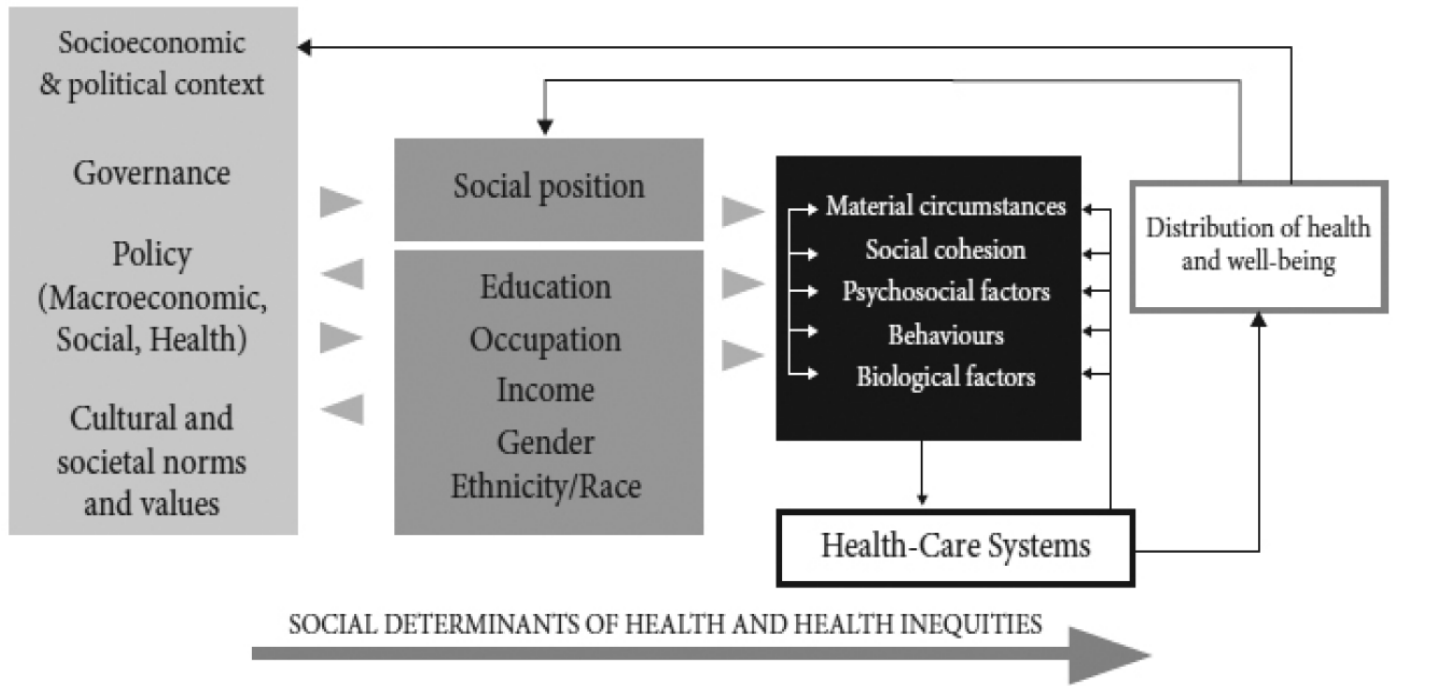 Socioeconomic
& political context
Governance
Policy
(Macroeconomic,
Social, Health)
Cultural and
societal norms
and values
Social position
Education
Occupation
Income
Gender
Ethnicity/Race
Material circumstances
Social cohesion
Psychosocial factors
Behaviours
Biological factors
Health-Care Systems
Distribution of health
and well-being
SOCIAL DETERMINANTS OF HEALTH AND HEALTH INEQUITIES